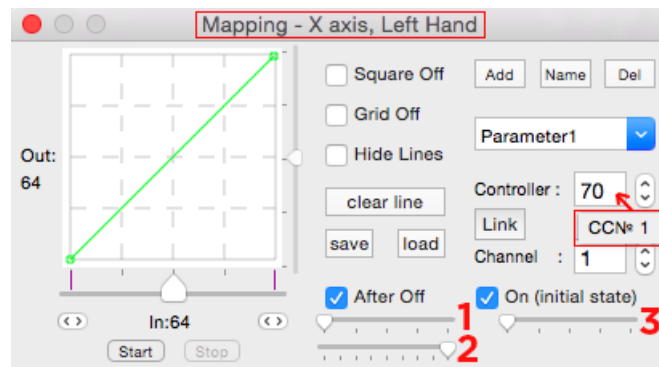 Mapping - X axis, Left Hand
Square Off
Add
Name
Del
Grid Off
Hide Lines
Parameter1
Out:
64
clear line
Controller :
70
Link
CC№ 1
save
load
Channel :
1
After Off
On (initial state)
1
3
In:64
2
Start
Stop